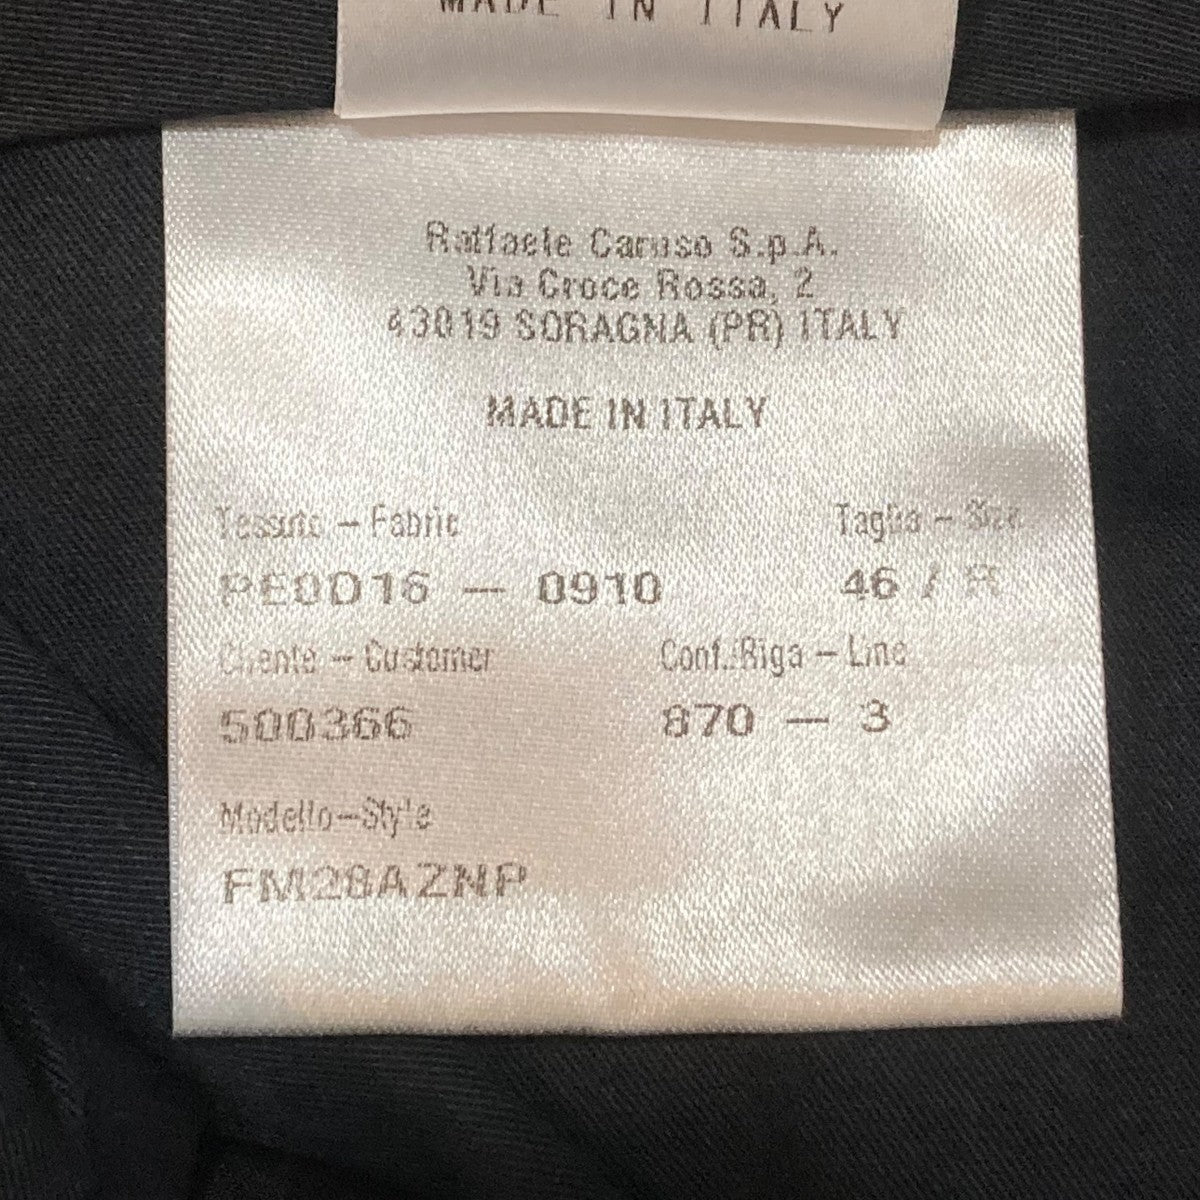 MADE IN ITALY
Raffaele Caruso S.p.A.
Via Croce Rossa, 2
43019 SORAGNA (PR) ITALY
MADE IN ITALY
Tessuto – Fabric Taglia – Size
PE0D16 — 0910 46 / R
Cliente – Customer Conf./Riga – Line
500366 870 — 3
Modello–Style
FM28AZNP